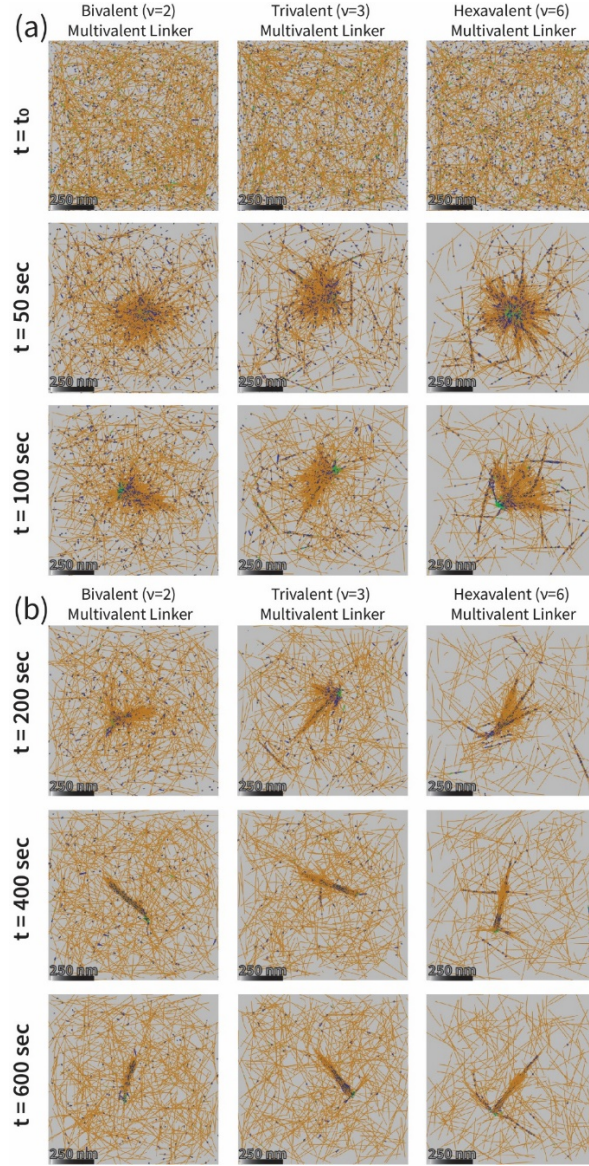 (a)
Bivalent (v=2) Trivalent (v=3) Hexavalent (v=6)
Multivalent Linker Multivalent Linker Multivalent Linker
t = t₀
250 nm 250 nm 250 nm
t = 50 sec
250 nm 250 nm 250 nm
t = 100 sec
250 nm 250 nm 250 nm
(b)
Bivalent (v=2) Trivalent (v=3) Hexavalent (v=6)
Multivalent Linker Multivalent Linker Multivalent Linker
t = 200 sec
250 nm 250 nm 250 nm
t = 400 sec
250 nm 250 nm 250 nm
t = 600 sec
250 nm 250 nm 250 nm